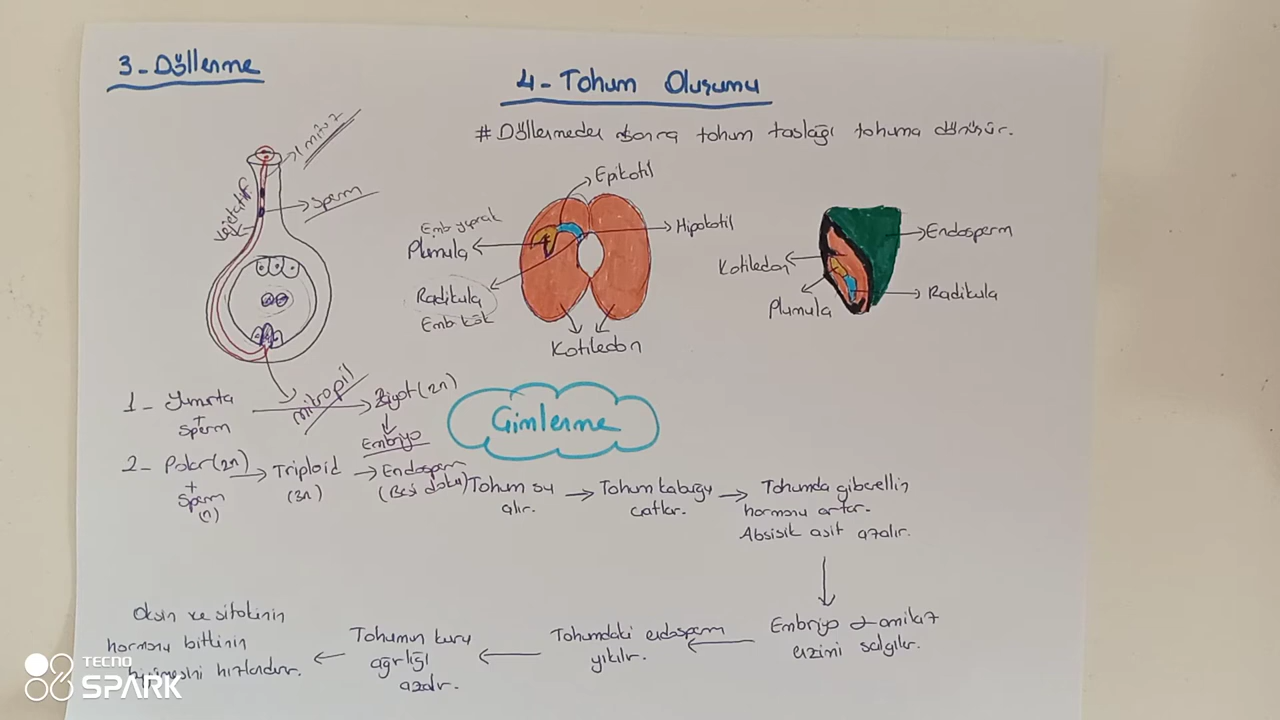 3- Döllenme
4- Tohum Oluşumu
# Döllenmeden sonra tohum taslağı tohuma dönüşür.
1 mitoz
Sperm
Vejetatif
Epikotil
Emb yaprak
Plumula
Hipokotil
Radikula
Emb kök
Kotiledon
Endosperm
Kotiledon
Plumula
Radikula
mikropil
1- Yumurta
+
Sperm
Zigot (2n)
Embriyo
Çimlenme
2- Polar (2n)
+
Sperm
(n)
Triploid
(3n)
Endosperm
(Besi doku)
Tohum su
alır.
Tohum kabuğu
çatlar.
Tohumda giberellin
hormonu artar.
Absisik asit azalır.
Embriyo α-amilaz
enzimi salgılar.
Tohumdaki endosperm
yıkılır.
Tohumun kuru
ağırlığı
azalır.
Oksin ve sitokinin
hormonu bitkinin
hızlandırır.
TECNO
SPARK